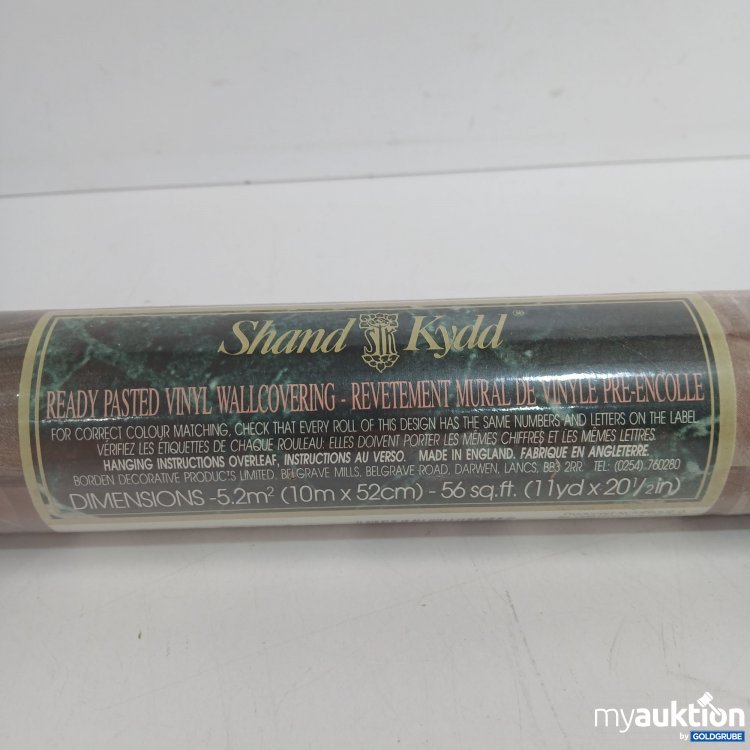 Shand Kydd®
READY PASTED VINYL WALLCOVERING - REVETEMENT MURAL DE VINYLE PRE-ENCOLLE
FOR CORRECT COLOUR MATCHING, CHECK THAT EVERY ROLL OF THIS DESIGN HAS THE SAME NUMBERS AND LETTERS ON THE LABEL
VÉRIFIEZ LES ÉTIQUETTES DE CHAQUE ROULEAU: ELLES DOIVENT PORTER LES MÊMES CHIFFRES ET LES MÊMES LETTRES.
HANGING INSTRUCTIONS OVERLEAF, INSTRUCTIONS AU VERSO. MADE IN ENGLAND. FABRIQUE EN ANGLETERRE.
BORDEN DECORATIVE PRODUCTS LIMITED. BELGRAVE MILLS, BELGRAVE ROAD, DARWEN, LANCS, BB3 2RR. TEL: (0254) 760280
DIMENSIONS -5.2m² (10m x 52cm) - 56 sq.ft. (11yd x 20½in)
myauktion
by GOLDGRUBE